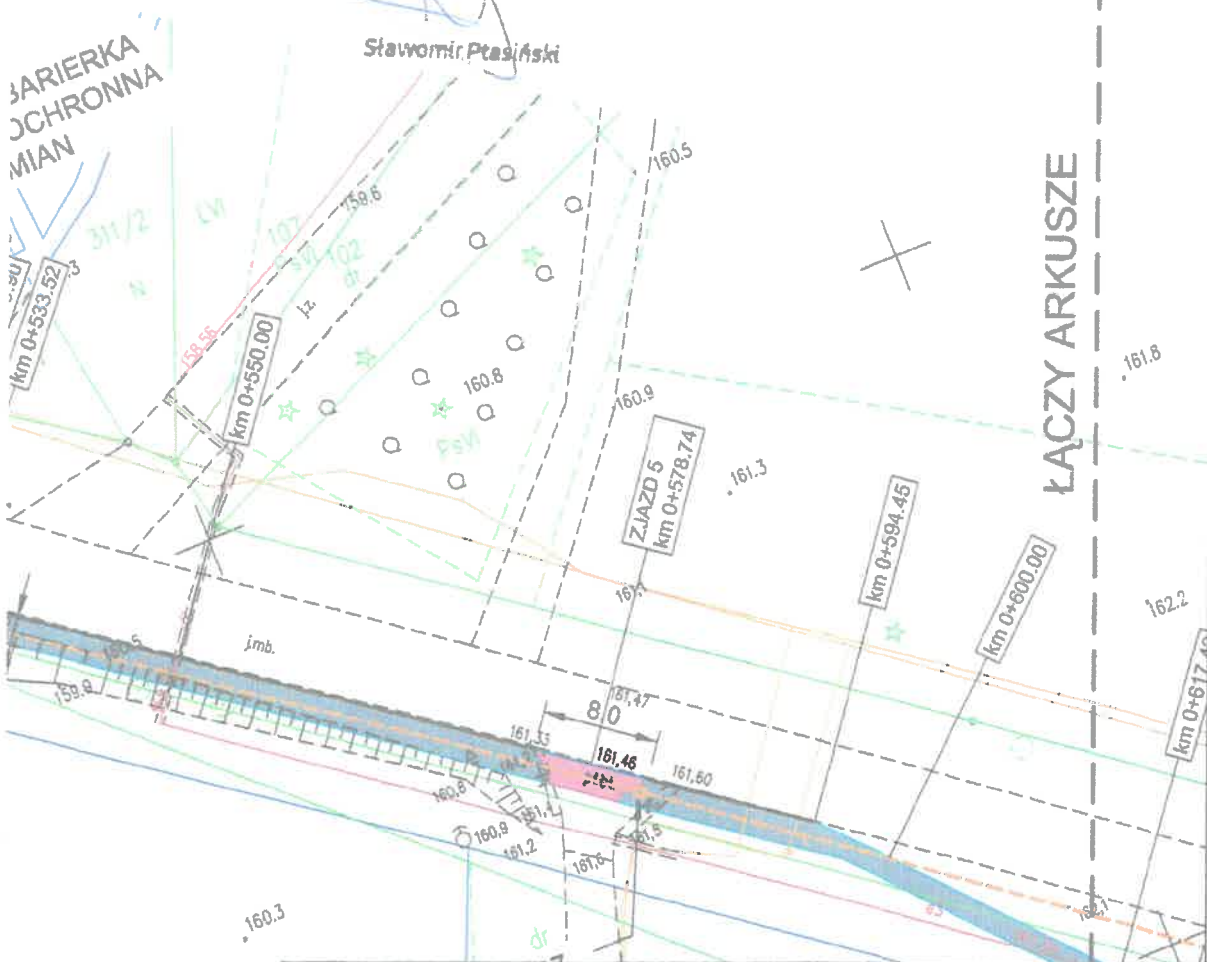 Sławomir Ptasiński
OCHRONNA
MIAN
160.5
159.6
311/2
LVI
107
PsVI
102
dr
N
ŁĄCZY ARKUSZE
km 0+533.52
j.z.
158,56
km 0+550.00
160.8
160.9
161.8
PsVI
161.3
ZJAZD 5
km 0+578.74
km 0+594.45
km 0+600.00
162.2
161,1
j.mb.
159.9
161,47
8.0
161,33
161,46
161,60
160,8
160,9
161,2
161,5
161,6
160.3
dr